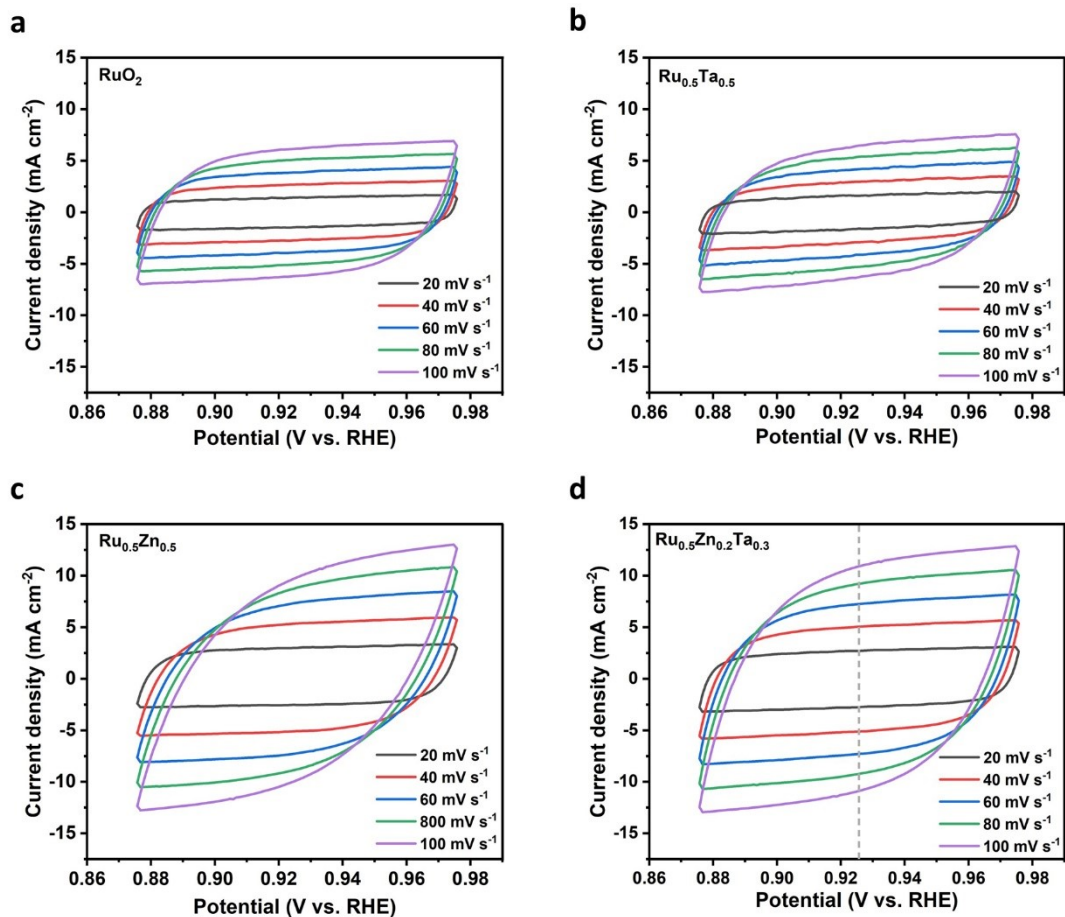 a
RuO₂
Current density (mA cm⁻²)
15
10
5
0
-5
-10
-15
20 mV s⁻¹
40 mV s⁻¹
60 mV s⁻¹
80 mV s⁻¹
100 mV s⁻¹
0.86 0.88 0.90 0.92 0.94 0.96 0.98
Potential (V vs. RHE)
b
Ru₀.₅Ta₀.₅
Current density (mA cm⁻²)
15
10
5
0
-5
-10
-15
20 mV s⁻¹
40 mV s⁻¹
60 mV s⁻¹
80 mV s⁻¹
100 mV s⁻¹
0.86 0.88 0.90 0.92 0.94 0.96 0.98
Potential (V vs. RHE)
c
Ru₀.₅Zn₀.₅
Current density (mA cm⁻²)
15
10
5
0
-5
-10
-15
20 mV s⁻¹
40 mV s⁻¹
60 mV s⁻¹
800 mV s⁻¹
100 mV s⁻¹
0.86 0.88 0.90 0.92 0.94 0.96 0.98
Potential (V vs. RHE)
d
Ru₀.₅Zn₀.₂Ta₀.₃
Current density (mA cm⁻²)
15
10
5
0
-5
-10
-15
20 mV s⁻¹
40 mV s⁻¹
60 mV s⁻¹
80 mV s⁻¹
100 mV s⁻¹
0.86 0.88 0.90 0.92 0.94 0.96 0.98
Potential (V vs. RHE)